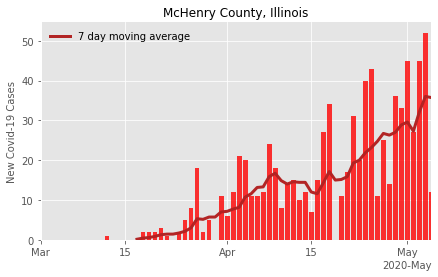 McHenry County, Illinois
7 day moving average
New Covid-19 Cases
50
40
30
20
10
0
Mar
15
Apr
15
May
2020-May